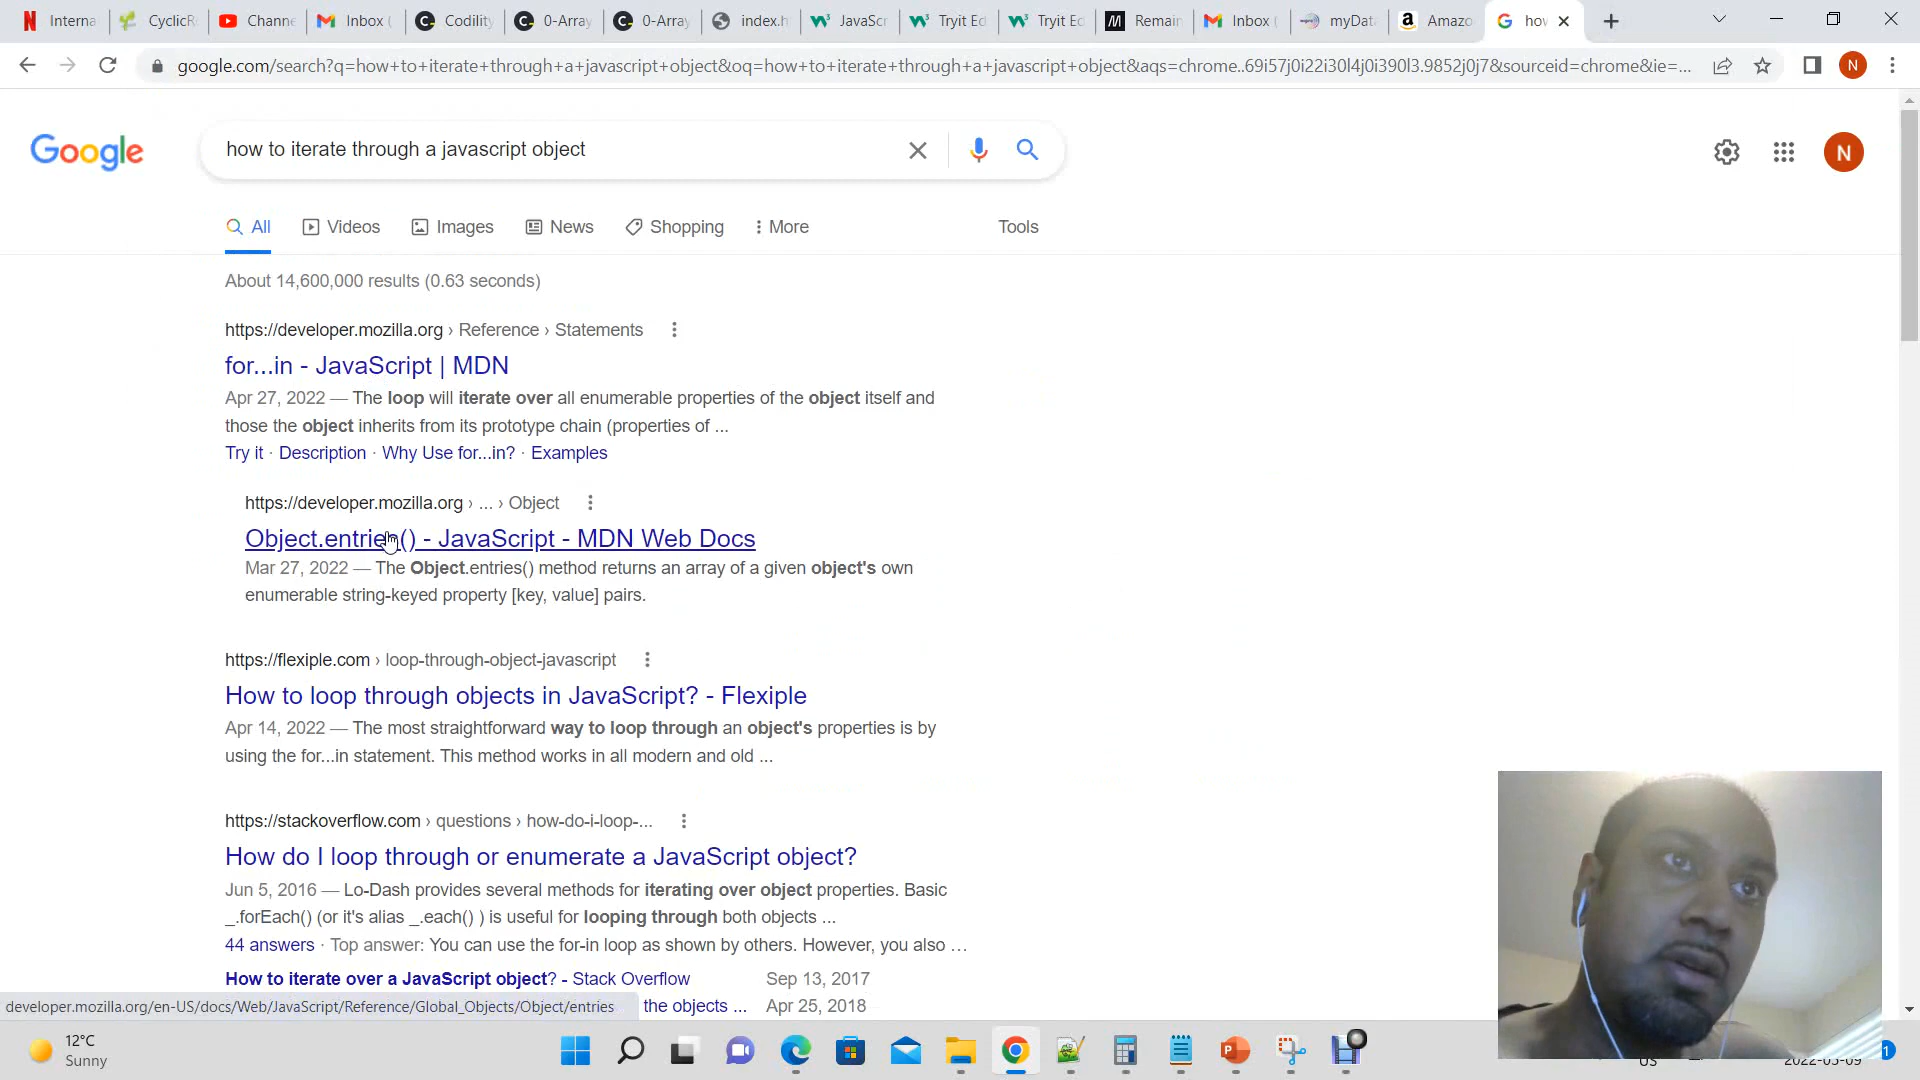 Interna
CyclicR
Channe
Inbox (
Codility
0-Array
0-Array
index.h
JavaScr
Tryit Ed
Tryit Ed
Remain
Inbox (
myDat
Amazo
how
google.com/search?q=how+to+iterate+through+a+javascript+object&oq=how+to+iterate+through+a+javascript+object&aqs=chrome..69i57j0i22i30l4j0i390l3.9852j0j7&sourceid=chrome&ie=...
N
Google
how to iterate through a javascript object
N
All
Videos
Images
News
Shopping
More
Tools
About 14,600,000 results (0.63 seconds)
https://developer.mozilla.org › Reference › Statements
for...in - JavaScript | MDN
Apr 27, 2022 — The loop will iterate over all enumerable properties of the object itself and
those the object inherits from its prototype chain (properties of ...
Try it · Description · Why Use for...in? · Examples
https://developer.mozilla.org › ... › Object
Object.entries() - JavaScript - MDN Web Docs
Mar 27, 2022 — The Object.entries() method returns an array of a given object's own
enumerable string-keyed property [key, value] pairs.
https://flexiple.com › loop-through-object-javascript
How to loop through objects in JavaScript? - Flexiple
Apr 14, 2022 — The most straightforward way to loop through an object's properties is by
using the for...in statement. This method works in all modern and old ...
https://stackoverflow.com › questions › how-do-i-loop-...
How do I loop through or enumerate a JavaScript object?
Jun 5, 2016 — Lo-Dash provides several methods for iterating over object properties. Basic
_.forEach() (or it's alias _.each() ) is useful for looping through both objects ...
44 answers · Top answer: You can use the for-in loop as shown by others. However, you also ...
How to iterate over a JavaScript object? - Stack Overflow
Sep 13, 2017
developer.mozilla.org/en-US/docs/Web/JavaScript/Reference/Global_Objects/Object/entries
the objects ...
Apr 25, 2018
12°C
Sunny
US
2022-05-09
1